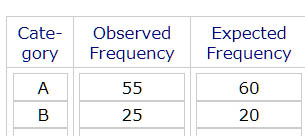 Cate- Observed Expected
gory Frequency Frequency
A 55 60
B 25 20